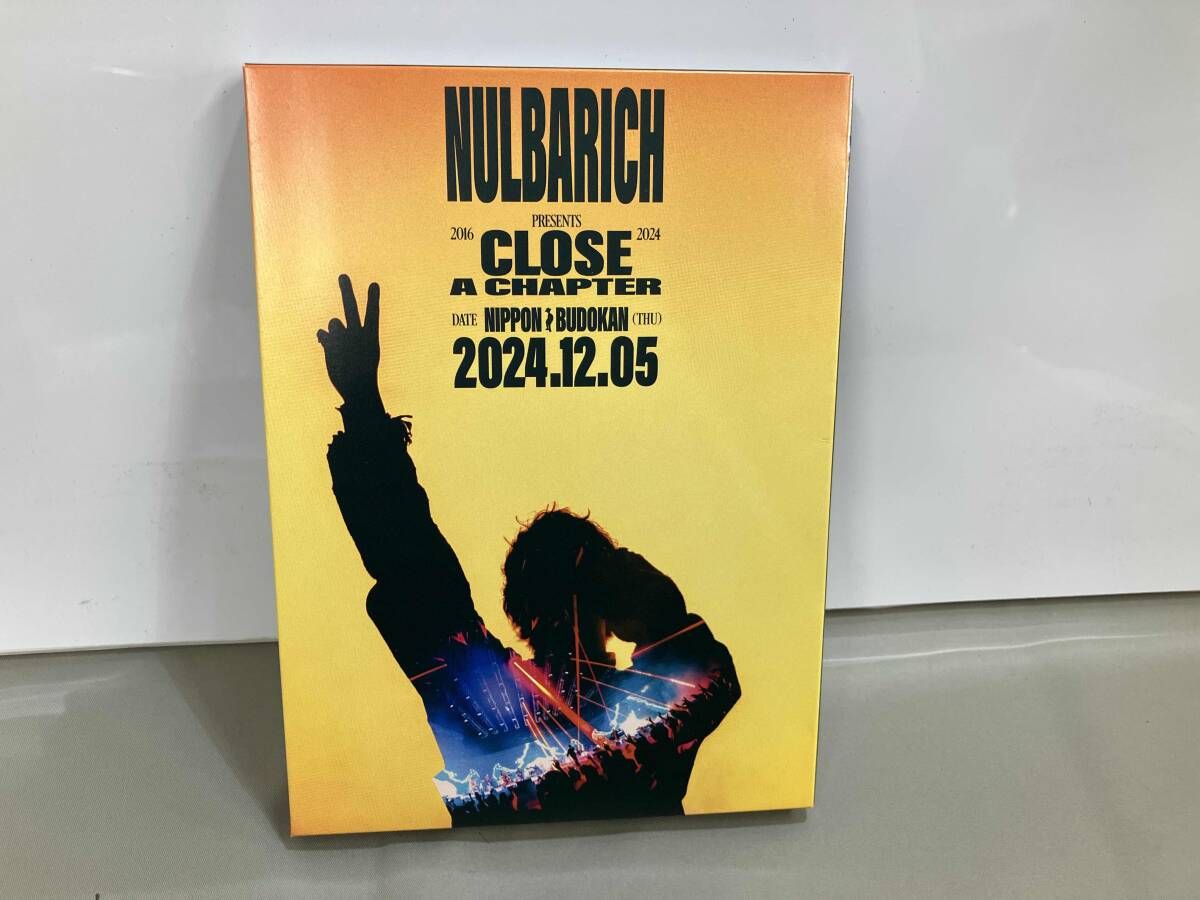 NULBARICH
PRESENTS
2016 CLOSE 2024
A CHAPTER
DATE NIPPON BUDOKAN (THU)
2024.12.05